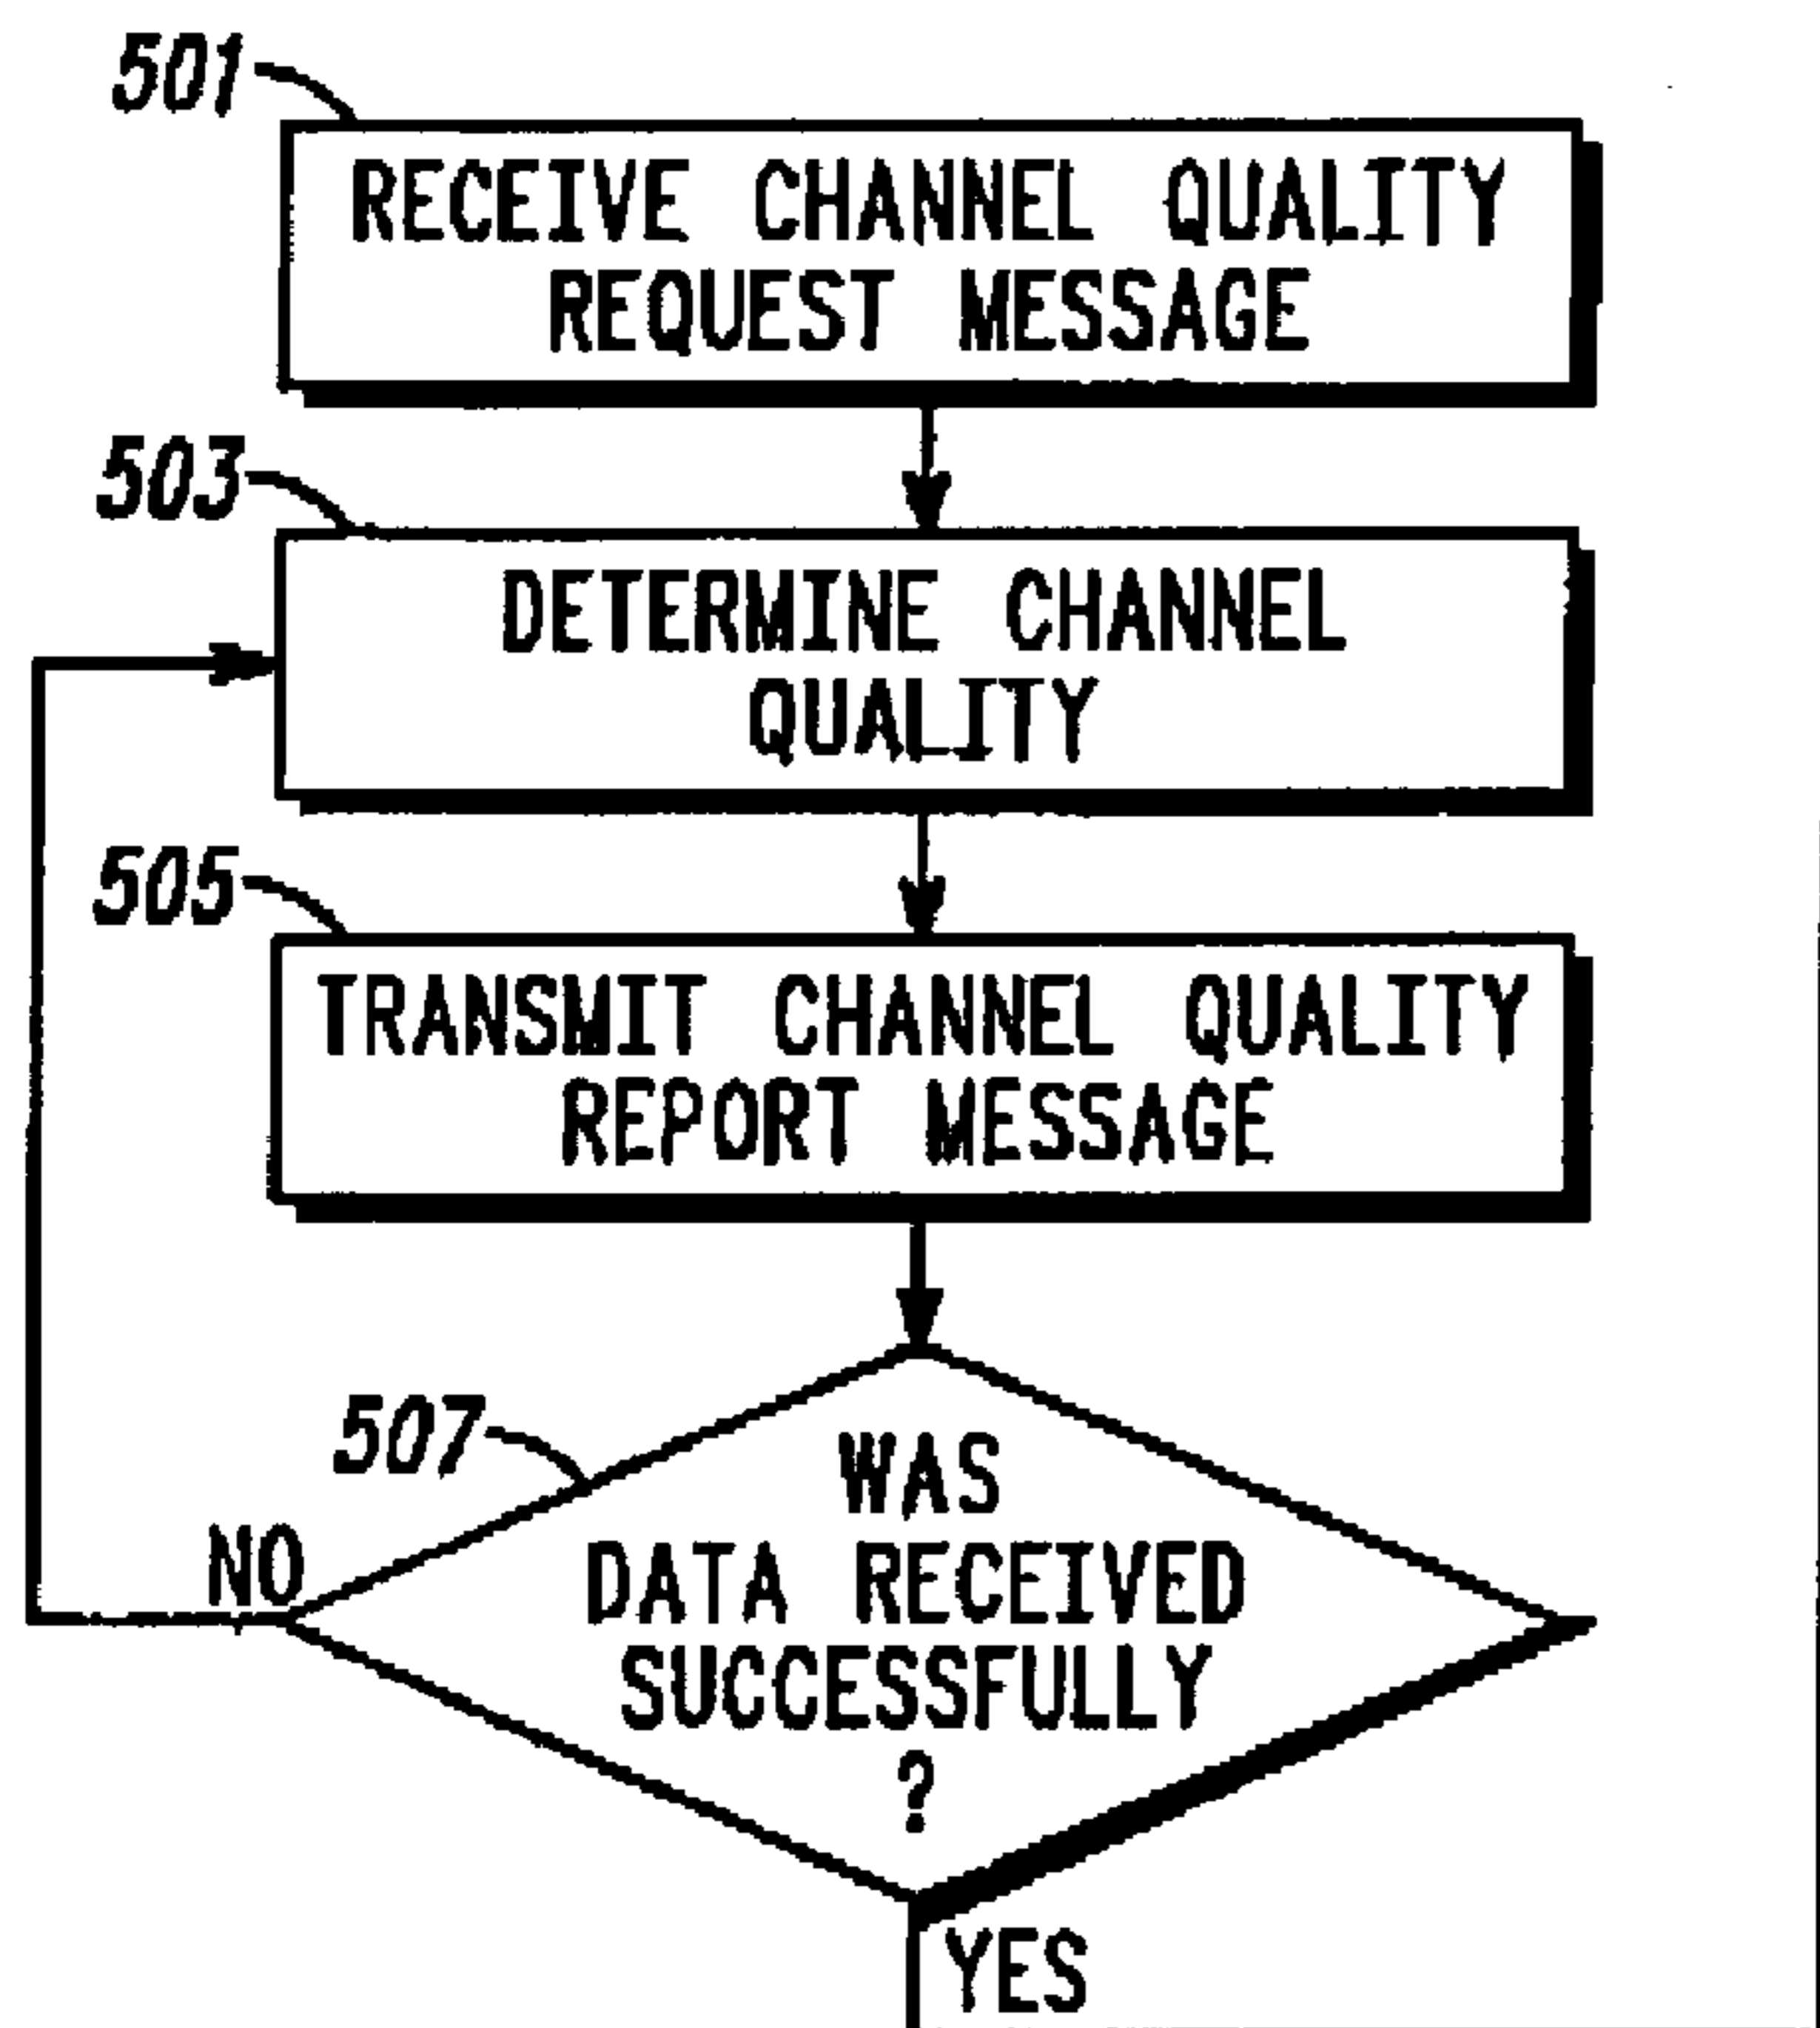 501
RECEIVE CHANNEL QUALITY
REQUEST MESSAGE
503
DETERMINE CHANNEL
QUALITY
505
TRANSMIT CHANNEL QUALITY
REPORT MESSAGE
507
WAS
DATA RECEIVED
SUCCESSFULLY
?
NO
YES